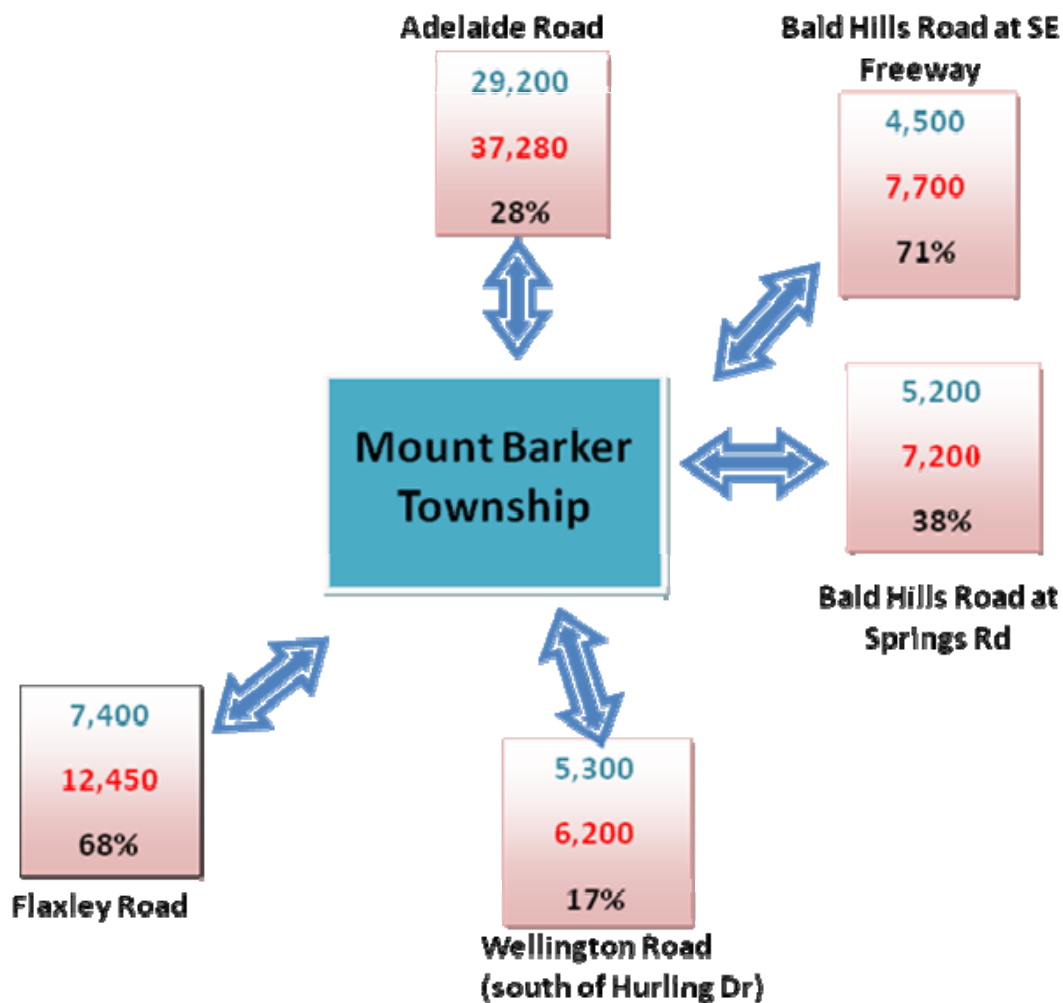 Adelaide Road
29,200
37,280
28%
Bald Hills Road at SE
Freeway
4,500
7,700
71%
Mount Barker
Township
5,200
7,200
38%
Bald Hills Road at
Springs Rd
7,400
12,450
68%
Flaxley Road
5,300
6,200
17%
Wellington Road
(south of Hurling Dr)